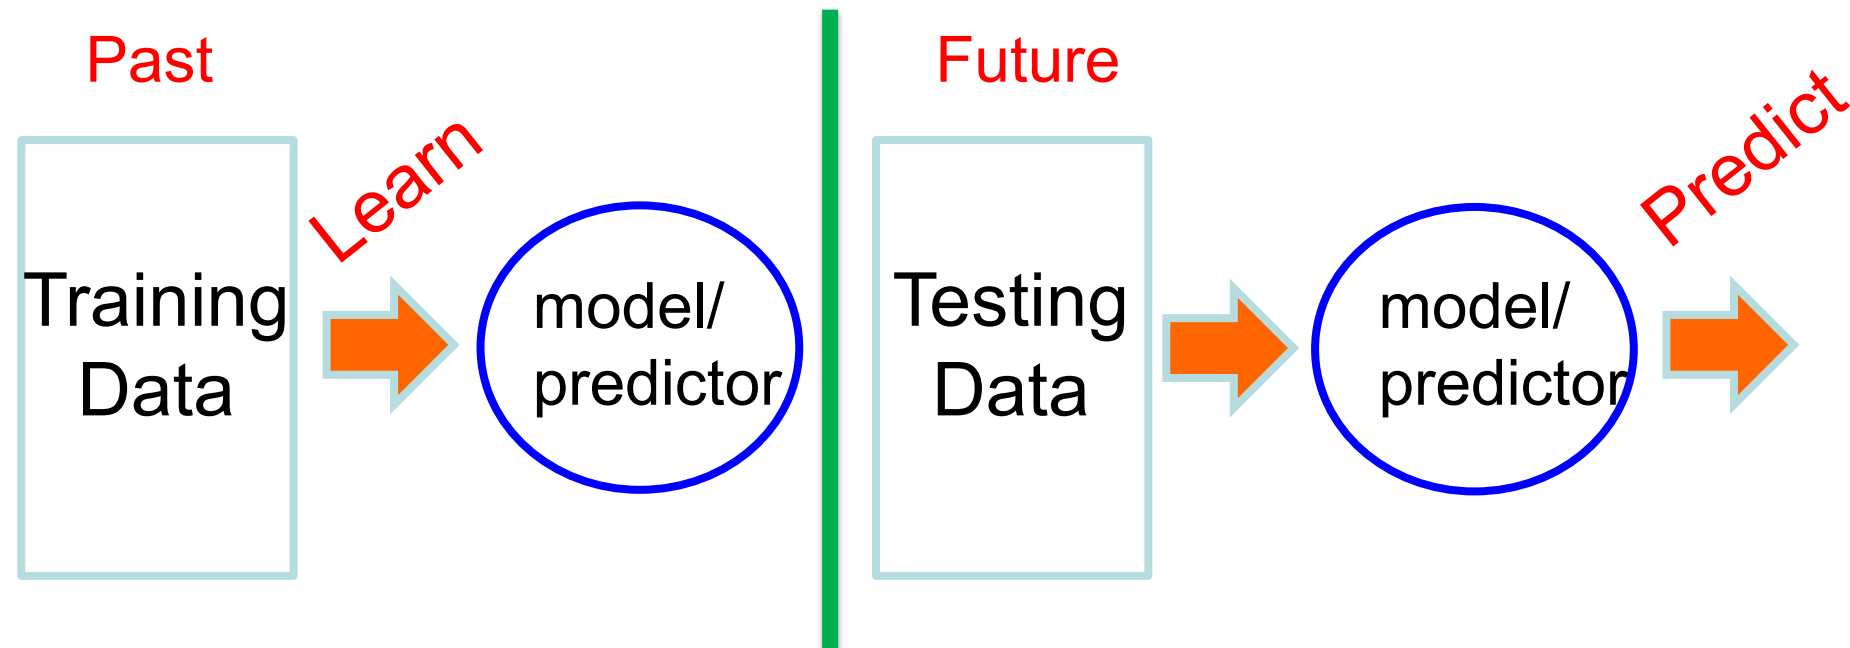 Past
Learn
Training
Data
model/
predictor
Future
Predict
Testing
Data
model/
predictor